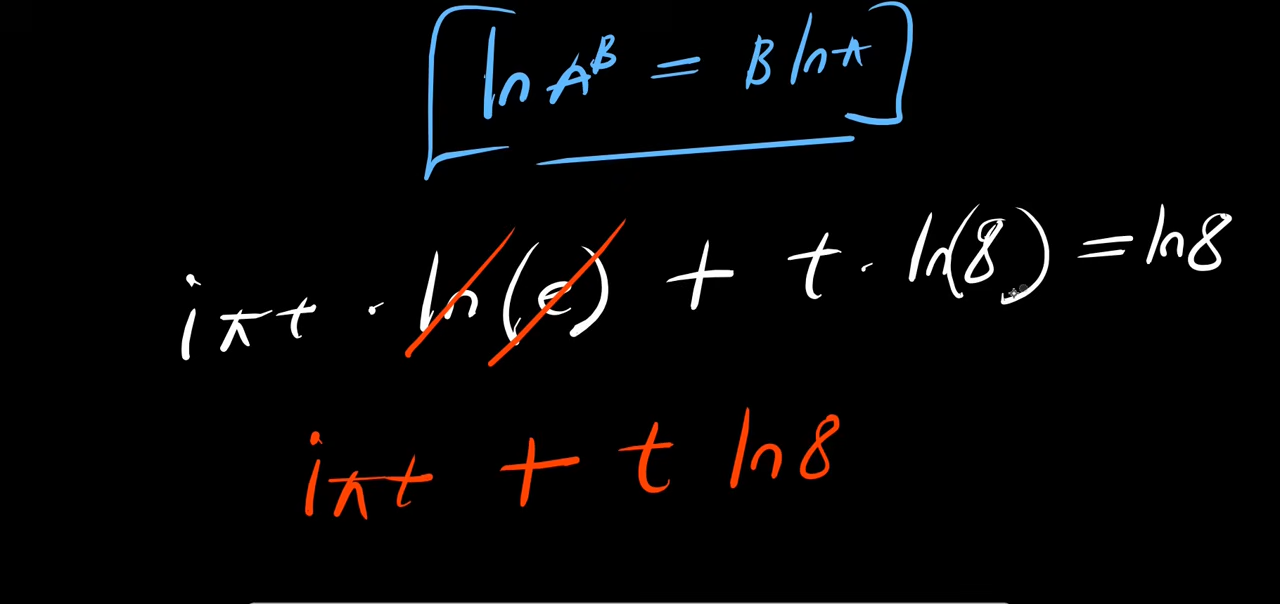 [ln A^B = B ln A]
iπt · ln(e) + t · ln(8) = ln8
iπt + t ln8